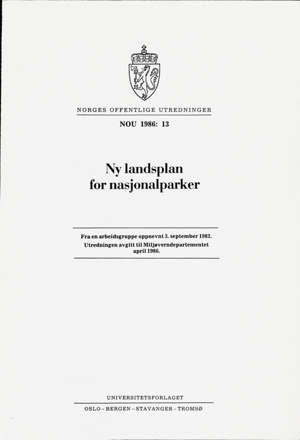 NORGES OFFENTLIGE UTREDNINGER
NOU 1986: 13
Ny landsplan
for nasjonalparker
Fra en arbeidsgruppe oppnevnt 3. september 1982.
Utredningen avgitt til Miljøverndepartementet
april 1986.
UNIVERSITETSFORLAGET
OSLO – BERGEN – STAVANGER – TROMSØ